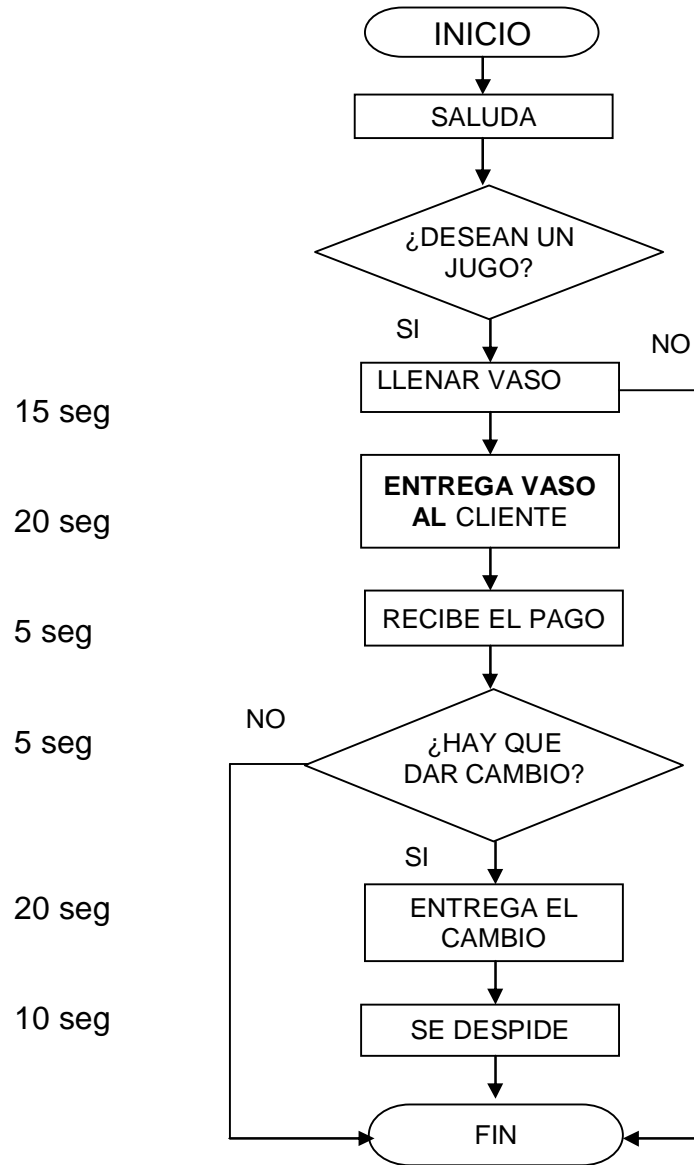 INICIO
SALUDA
¿DESEAN UN
JUGO?
SI
NO
LLENAR VASO
15 seg
ENTREGA VASO
AL CLIENTE
20 seg
RECIBE EL PAGO
5 seg
NO
¿HAY QUE
DAR CAMBIO?
5 seg
SI
ENTREGA EL
CAMBIO
20 seg
SE DESPIDE
10 seg
FIN